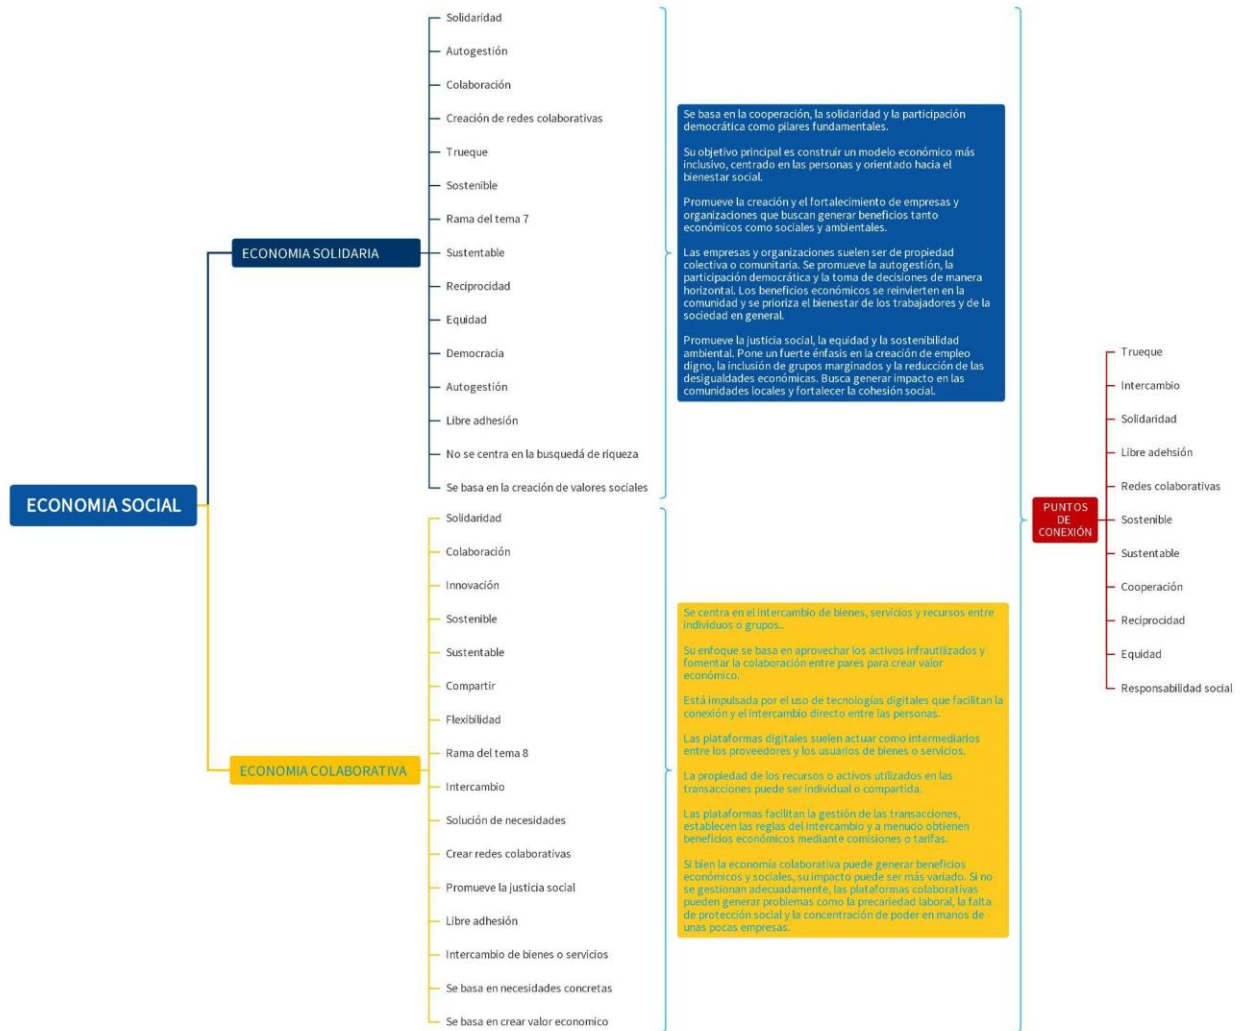 ECONOMIA SOCIAL
ECONOMIA SOLIDARIA
Solidaridad
Autogestión
Colaboración
Creación de redes colaborativas
Trueque
Sostenible
Rama del tema 7
Sustentable
Reciprocidad
Equidad
Democracia
Autogestión
Libre adhesión
No se centra en la busquedá de riqueza
Se basa en la creación de valores sociales
Se basa en la cooperación, la solidaridad y la participación
democrática como pilares fundamentales.
Su objetivo principal es construir un modelo económico más
inclusivo, centrado en las personas y orientado hacia el
bienestar social.
Promueve la creación y el fortalecimiento de empresas y
organizaciones que buscan generar beneficios tanto
económicos como sociales y ambientales.
Las empresas y organizaciones suelen ser de propiedad
colectiva o comunitaria. Se promueve la autogestión, la
participación democrática y la toma de decisiones de manera
horizontal. Los beneficios económicos se reinvierten en la
comunidad y se prioriza el bienestar de los trabajadores y de la
sociedad en general.
Promueve la justicia social, la equidad y la sostenibilidad
ambiental. Pone un fuerte énfasis en la creación de empleo
digno, la inclusión de grupos marginados y la reducción de las
desigualdades económicas. Busca generar impacto en las
comunidades locales y fortalecer la cohesión social.
ECONOMIA COLABORATIVA
Solidaridad
Colaboración
Innovación
Sostenible
Sustentable
Compartir
Flexibilidad
Rama del tema 8
Intercambio
Solución de necesidades
Crear redes colaborativas
Promueve la justicia social
Libre adhesión
Intercambio de bienes o servicios
Se basa en necesidades concretas
Se basa en crear valor economico
Se centra en el intercambio de bienes, servicios y recursos entre
individuos o grupos..
Su enfoque se basa en aprovechar los activos infrautilizados y
fomentar la colaboración entre pares para crear valor
económico.
Está impulsada por el uso de tecnologías digitales que facilitan la
conexión y el intercambio directo entre las personas.
Las plataformas digitales suelen actuar como intermediarios
entre los proveedores y los usuarios de bienes o servicios.
La propiedad de los recursos o activos utilizados en las
transacciones puede ser individual o compartida.
Las plataformas facilitan la gestión de las transacciones,
establecen las reglas del intercambio y a menudo obtienen
beneficios económicos mediante comisiones o tarifas.
Si bien la economía colaborativa puede generar beneficios
económicos y sociales, su impacto puede ser más variado. Si no
se gestionan adecuadamente, las plataformas colaborativas
pueden generar problemas como la precariedad laboral, la falta
de protección social y la concentración de poder en manos de
unas pocas empresas.
PUNTOS
DE
CONEXIÓN
Trueque
Intercambio
Solidaridad
Libre adehsión
Redes colaborativas
Sostenible
Sustentable
Cooperación
Reciprocidad
Equidad
Responsabilidad social